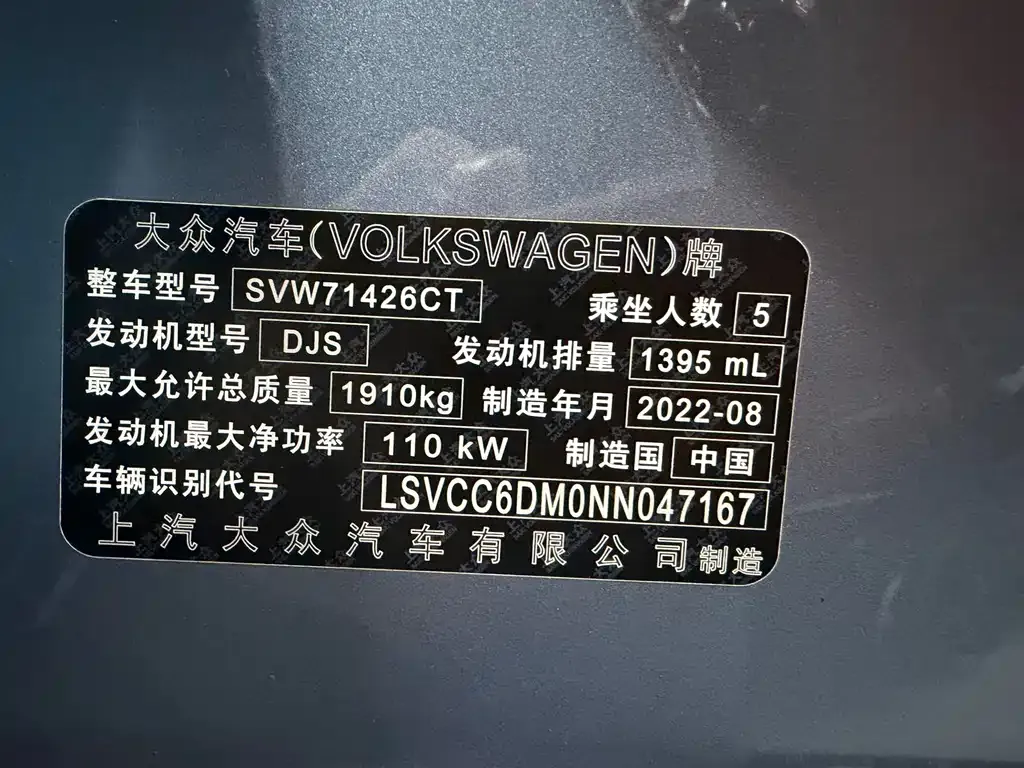 大众汽车(VOLKSWAGEN)牌
整车型号 SVW71426CT 乘坐人数 5
发动机型号 DJS 发动机排量 1395 mL
最大允许总质量 1910kg 制造年月 2022-08
发动机最大净功率 110 kW 制造国 中国
车辆识别代号 LSVCC6DM0NN047167
上汽大众汽车有限公司制造